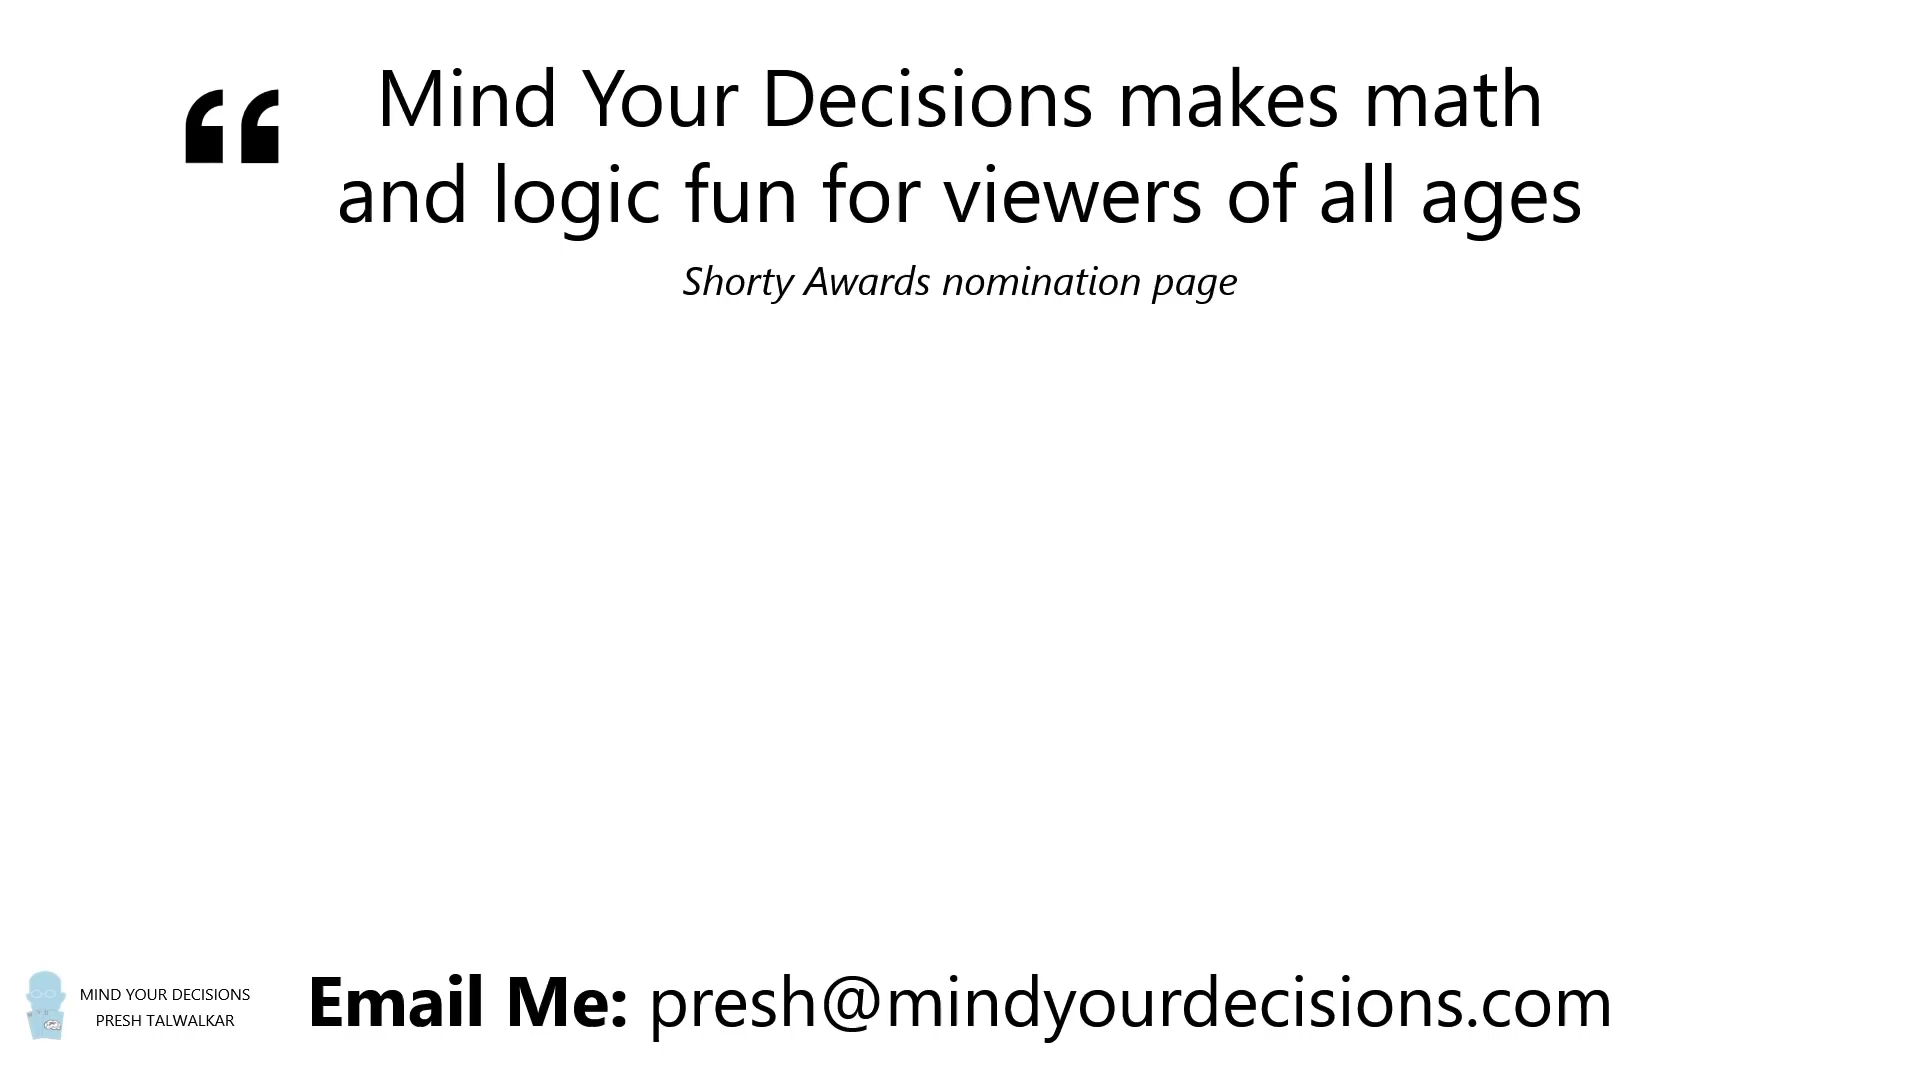 “
Mind Your Decisions makes math
and logic fun for viewers of all ages
Shorty Awards nomination page
MIND YOUR DECISIONS
PRESH TALWALKAR
Email Me: presh@mindyourdecisions.com